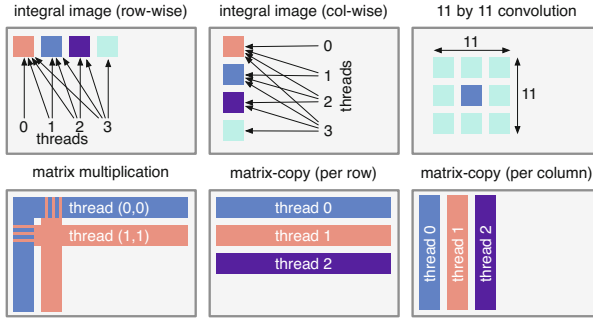 integral image (row-wise)
integral image (col-wise)
11 by 11 convolution
0 1 2 3
threads
0
1
2
3
threads
11
11
matrix multiplication
matrix-copy (per row)
matrix-copy (per column)
thread (0,0)
thread (1,1)
thread 0
thread 1
thread 2
thread 0
thread 1
thread 2